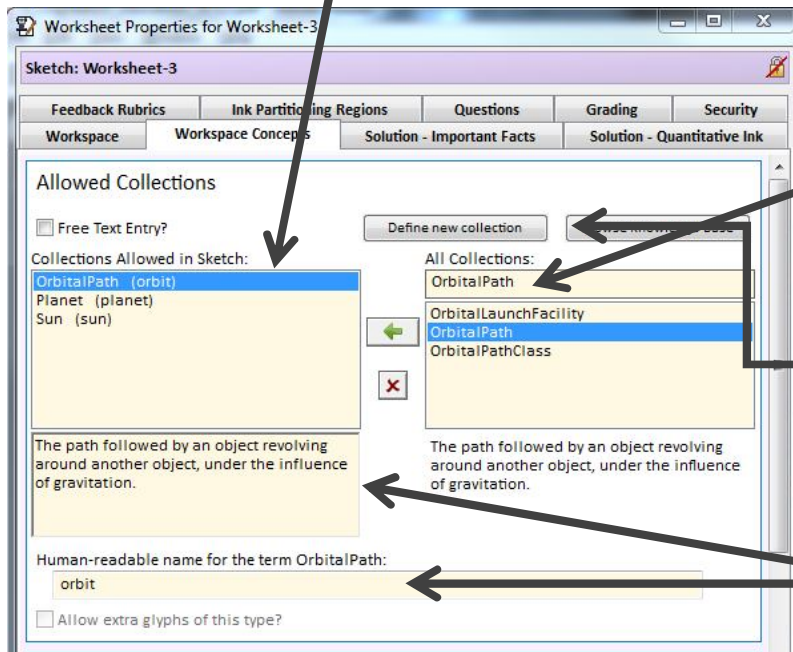 Worksheet Properties for Worksheet-3
Sketch: Worksheet-3
Feedback Rubrics Ink Partitioning Regions Questions Grading Security
Workspace Workspace Concepts Solution - Important Facts Solution - Quantitative Ink
Allowed Collections
Free Text Entry?
Define new collection
Collections Allowed in Sketch:
All Collections:
OrbitalPath (orbit)
Planet (planet)
Sun (sun)
OrbitalPath
OrbitalLaunchFacility
OrbitalPath
OrbitalPathClass
The path followed by an object revolving
around another object, under the influence
of gravitation.
The path followed by an object revolving
around another object, under the influence
of gravitation.
Human-readable name for the term OrbitalPath:
orbit
Allow extra glyphs of this type?